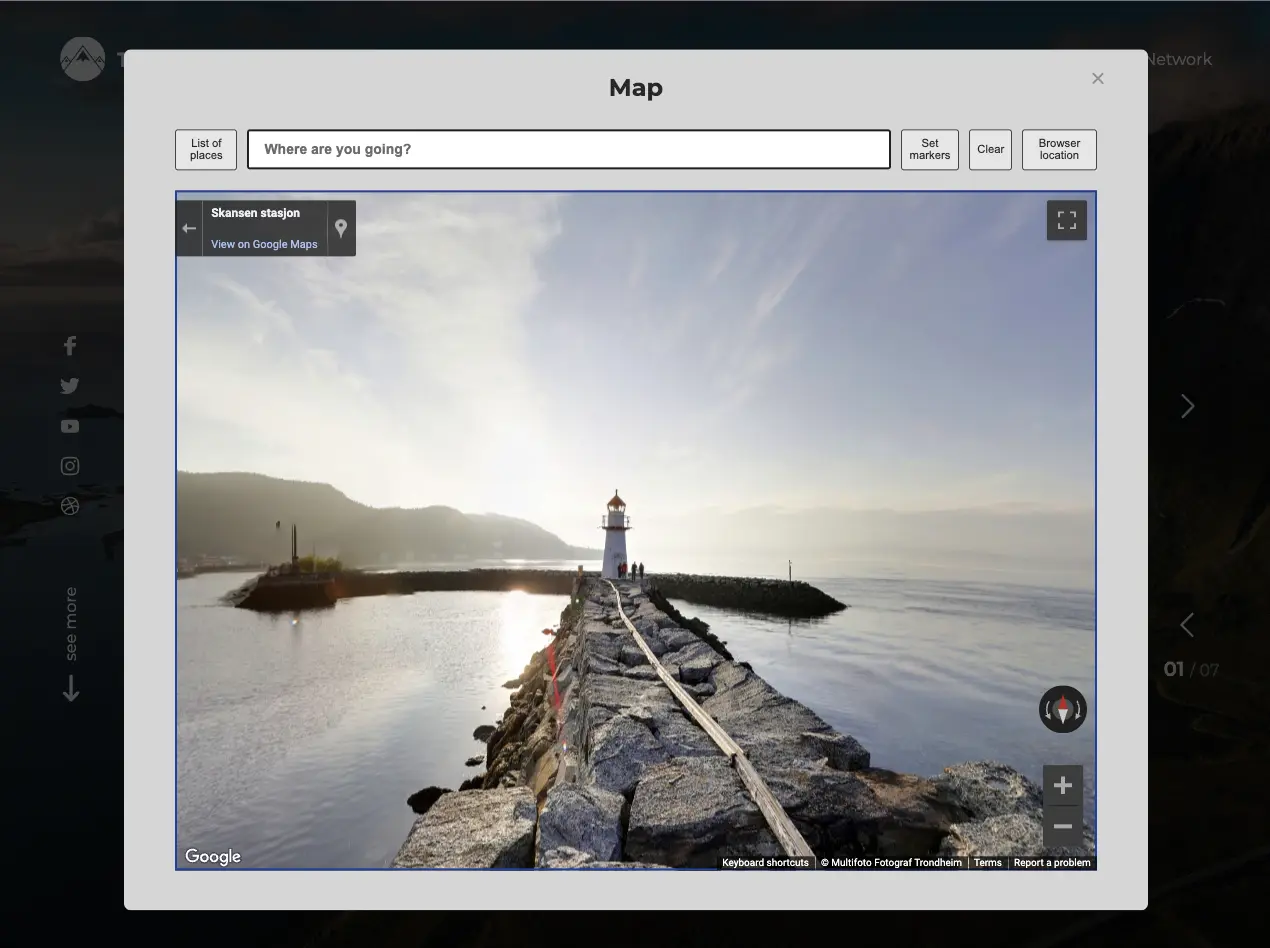 Network
Map
List of
places
Where are you going?
Set
markers
Clear
Browser
location
Skansen stasjon
View on Google Maps
see more
01 / 07
Google
Keyboard shortcuts
© Multifoto Fotograf Trondheim
Terms
Report a problem